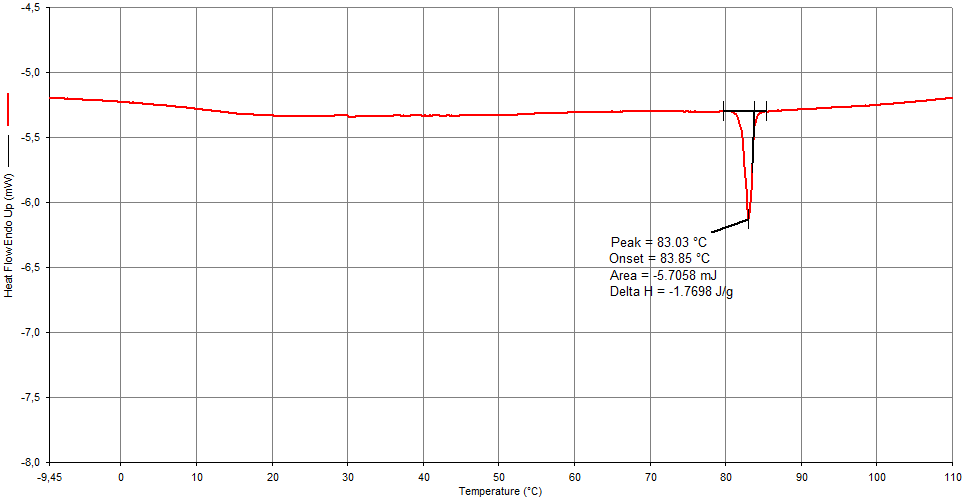 -4,5
-5,0
-5,5
-6,0
-6,5
-7,0
-7,5
-8,0
Heat Flow Endo Up (mW)
Peak = 83.03 °C
Onset = 83.85 °C
Area = -5.7058 mJ
Delta H = -1.7698 J/g
-9,45 0 10 20 30 40 50 60 70 80 90 100 110
Temperature (°C)